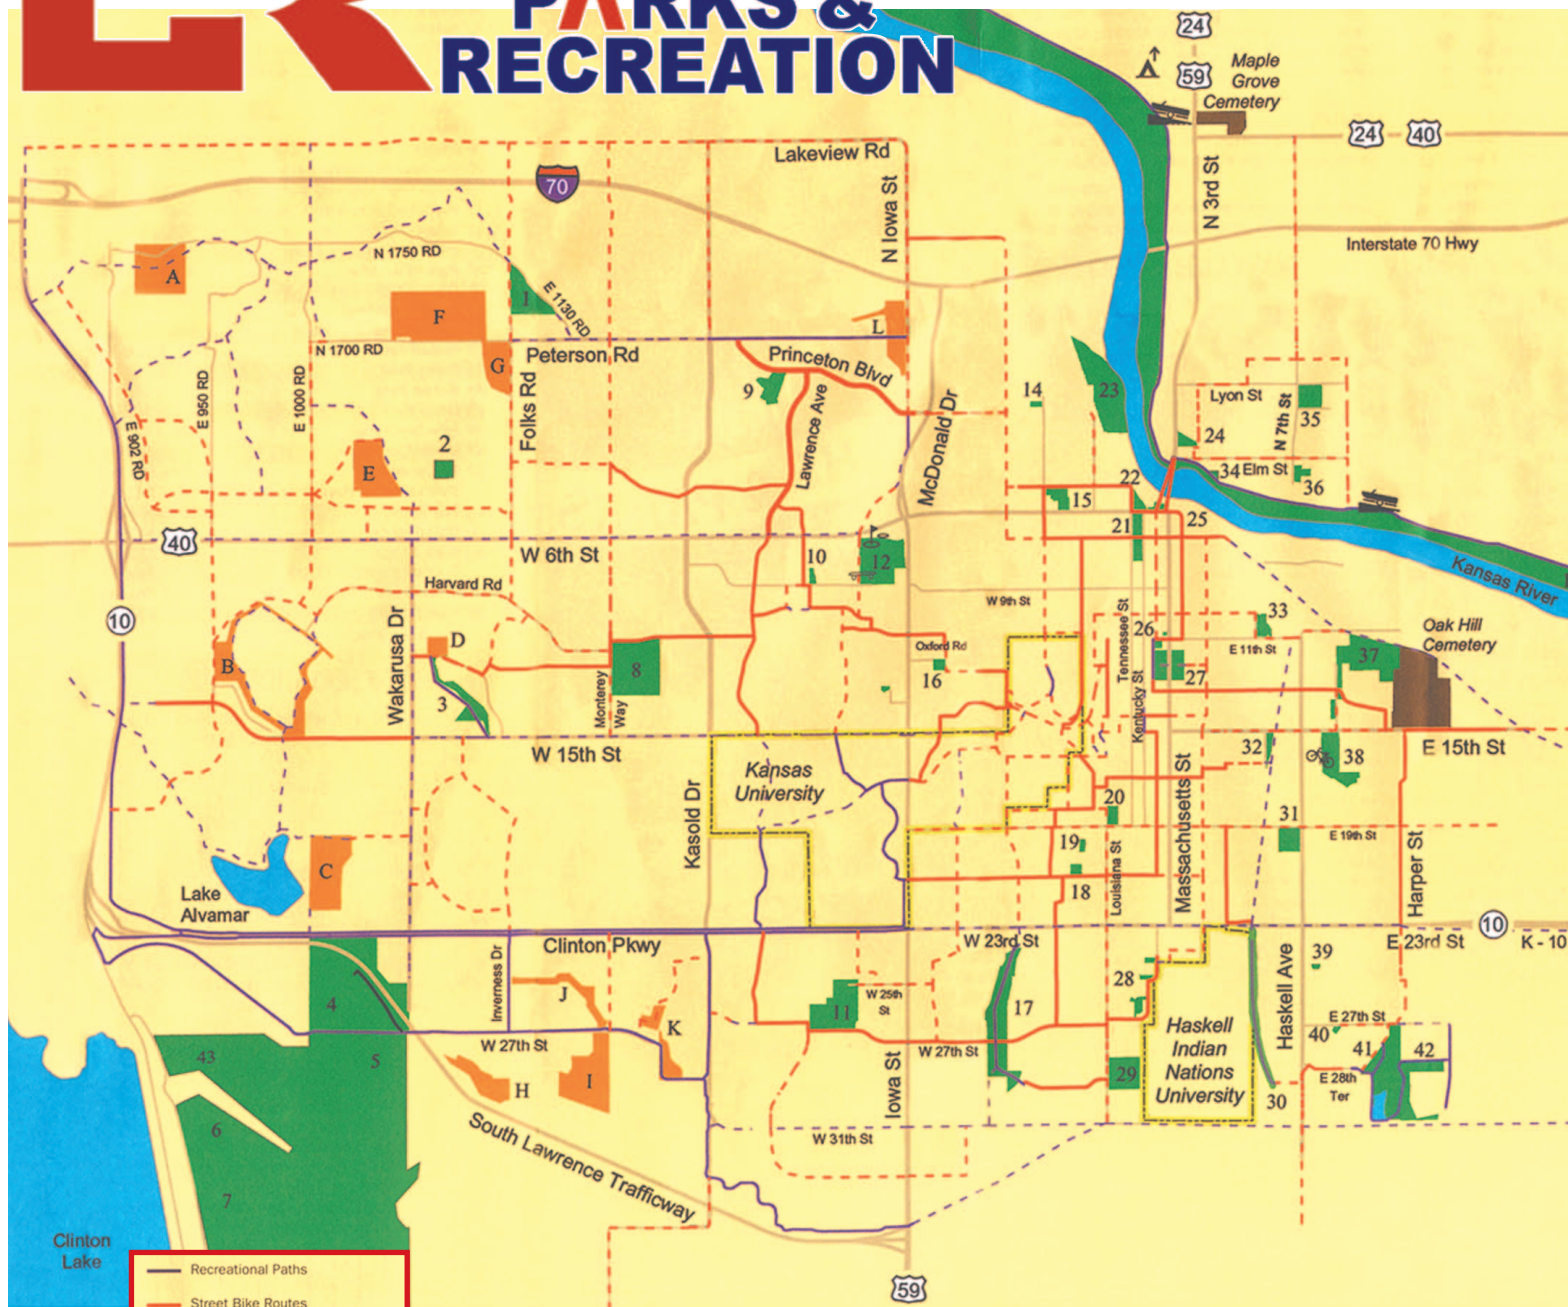 PARKS &
RECREATION
24
59
Maple
Grove
Cemetery
24
40
Lakeview Rd
70
N Iowa St
N 3rd St
Interstate 70 Hwy
N 1750 RD
A
F
1
E 1130 RD
L
N 1700 RD
G
Peterson Rd
Princeton Blvd
9
E 950 RD
E 1000 RD
Folks Rd
Lawrence Ave
McDonald Dr
14
23
Lyon St
N 7th St
35
E 902 RD
2
E
24
34
Elm St
36
22
15
21
25
40
W 6th St
10
12
Kansas River
Harvard Rd
W 9th St
10
Wakarusa Dr
D
B
3
8
Monterey
Way
Oxford Rd
16
Tennessee St
26
Kentucky St
27
33
E 11th St
37
Oak Hill
Cemetery
W 15th St
Kansas
University
Kasold Dr
Massachusetts St
32
38
E 15th St
20
31
19
18
Louisiana St
E 19th St
Harper St
Lake
Alvamar
C
Clinton Pkwy
W 23rd St
10
E 23rd St
K - 10
Inverness Dr
J
4
5
K
11
W 25th
St
17
28
Haskell Ave
39
W 27th St
W 27th St
Haskell
Indian
Nations
University
E 27th St
40
41
42
43
H
I
Iowa St
29
30
E 28th
Ter
6
South Lawrence Trafficway
W 31th St
7
Clinton
Lake
59
Recreational Paths
Street Bike Routes